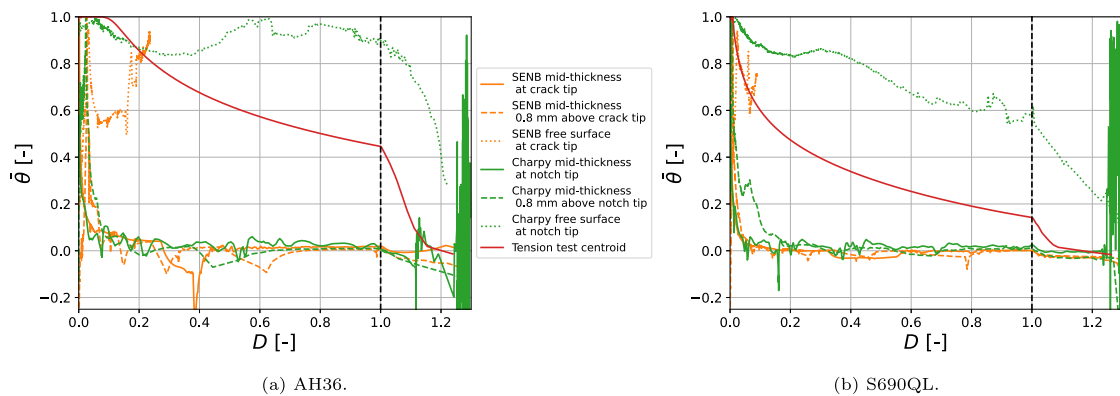 1.0
0.8
0.6
0.4
0.2
0.0
−0.2
θ̄ [-]
0.0 0.2 0.4 0.6 0.8 1.0 1.2
D [-]
(a) AH36.
SENB mid-thickness
at crack tip
SENB mid-thickness
0.8 mm above crack tip
SENB free surface
at crack tip
Charpy mid-thickness
at notch tip
Charpy mid-thickness
0.8 mm above notch tip
Charpy free surface
at notch tip
Tension test centroid
1.0
0.8
0.6
0.4
0.2
0.0
−0.2
θ̄ [-]
0.0 0.2 0.4 0.6 0.8 1.0 1.2
D [-]
(b) S690QL.